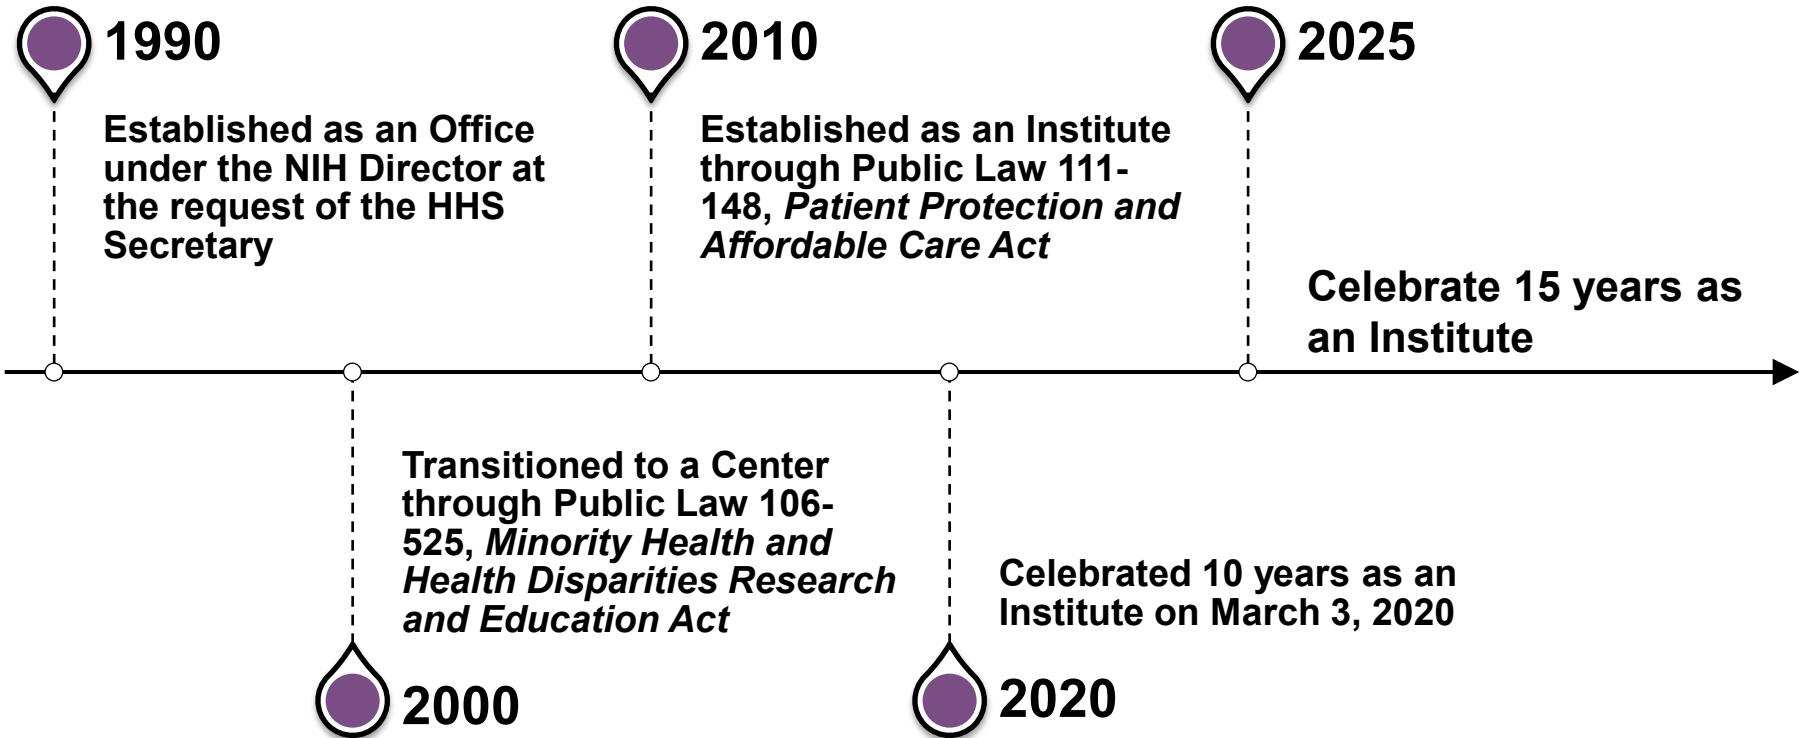 1990
Established as an Office
under the NIH Director at
the request of the HHS
Secretary
2000
Transitioned to a Center
through Public Law 106-
525, Minority Health and
Health Disparities Research
and Education Act
2010
Established as an Institute
through Public Law 111-
148, Patient Protection and
Affordable Care Act
2020
Celebrated 10 years as an
Institute on March 3, 2020
2025
Celebrate 15 years as
an Institute